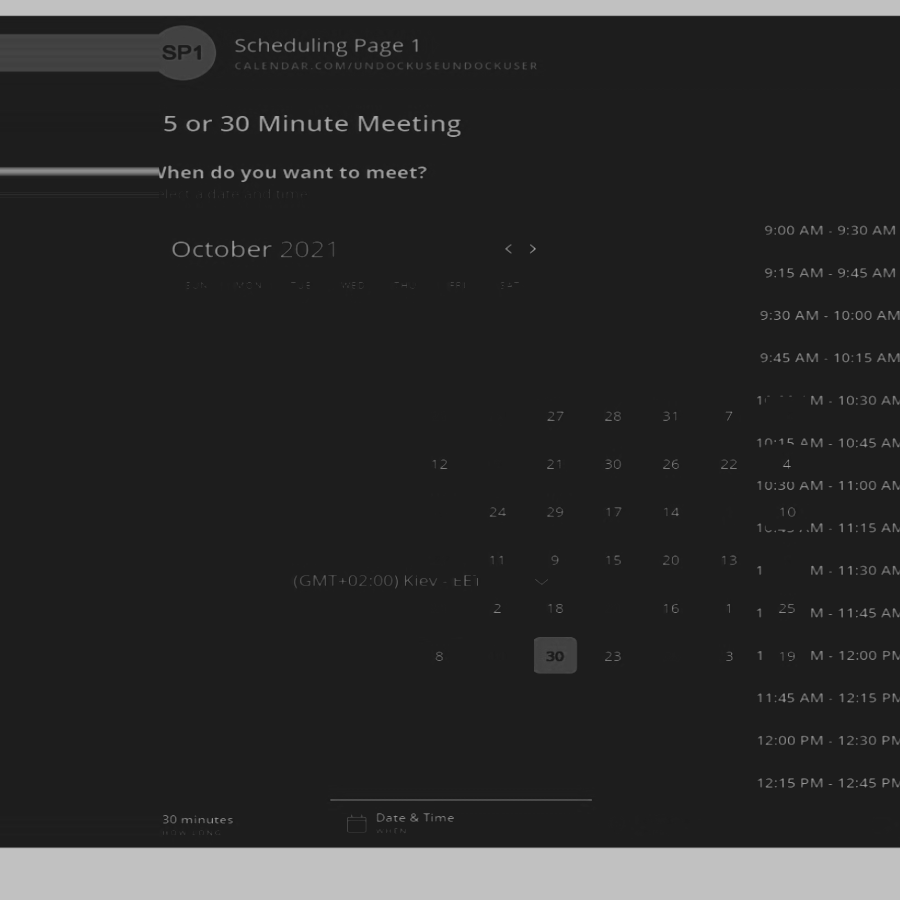 SP1
Scheduling Page 1
CALENDAR.COM/UNDOCKUSEUNDOCKUSER
5 or 30 Minute Meeting
When do you want to meet?
date and time
October 2021
< >
SUN MON TUE WED THU FRI SAT
27 28 31 7
12 21 30 26 22 4
24 29 17 14 10
11 9 15 20 13
(GMT+02:00) Kiev - EET
2 18 16 1 25
8 30 23 3 19
9:00 AM - 9:30 AM
9:15 AM - 9:45 AM
9:30 AM - 10:00 AM
9:45 AM - 10:15 AM
10:30 AM
10:15 AM - 10:45 AM
10:30 AM - 11:00 AM
11:15 AM
11:30 AM
11:45 AM
12:00 PM
11:45 AM - 12:15 PM
12:00 PM - 12:30 PM
12:15 PM - 12:45 PM
30 minutes
HOW LONG
Date & Time
WHEN